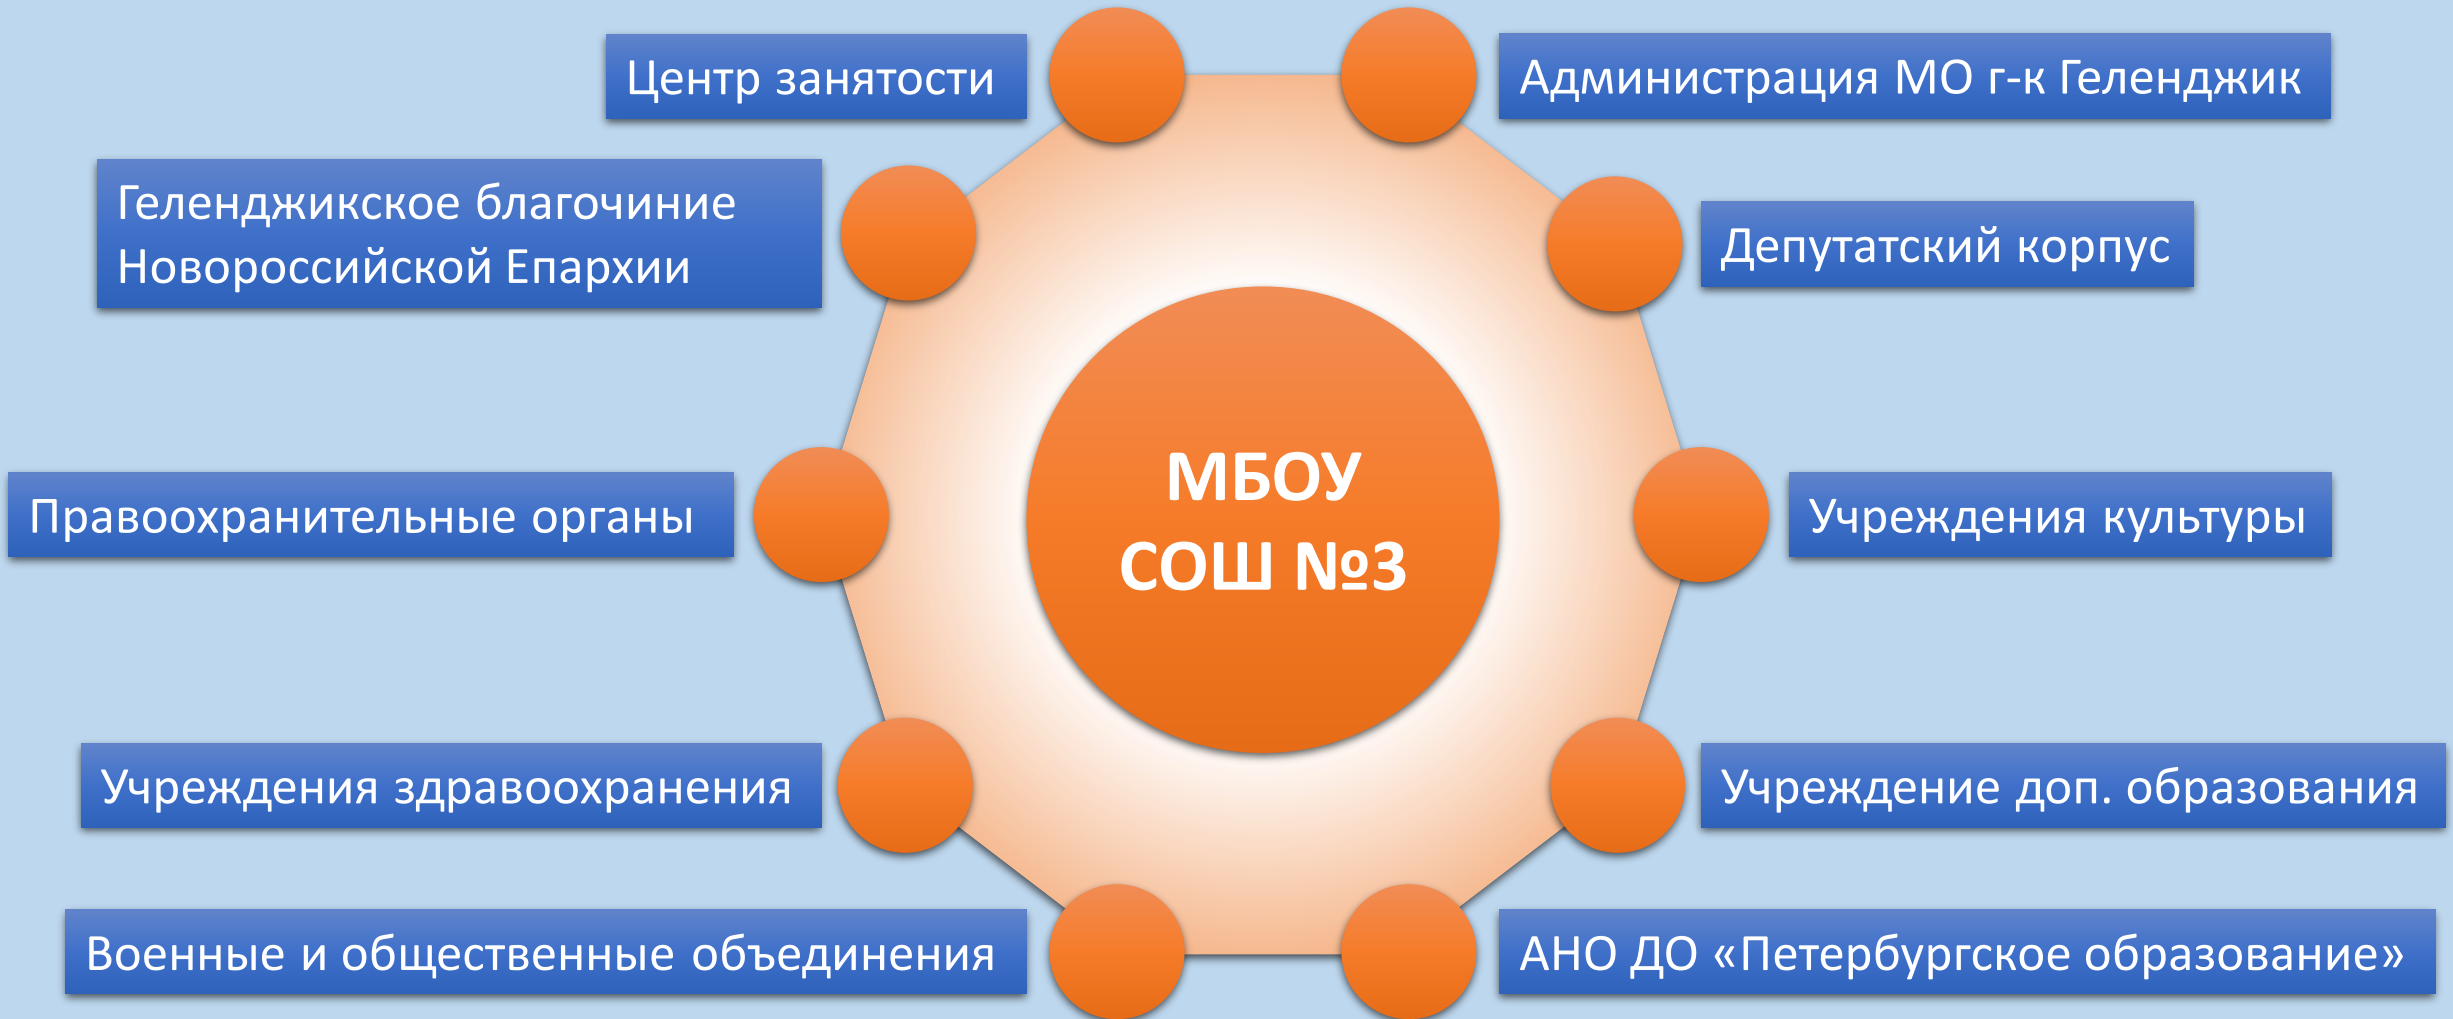 Центр занятости
Администрация МО г-к Геленджик
Геленджикское благочиние
Новороссийской Епархии
Депутатский корпус
Правоохранительные органы
МБОУ
СОШ №3
Учреждения культуры
Учреждения здравоохранения
Учреждение доп. образования
Военные и общественные объединения
АНО ДО «Петербургское образование»